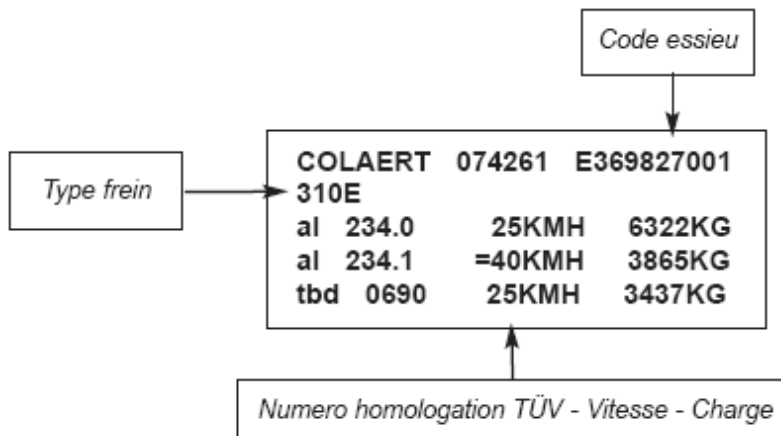 Code essieu
COLAERT 074261 E369827001
Type frein
310E
al 234.0 25KMH 6322KG
al 234.1 =40KMH 3865KG
tbd 0690 25KMH 3437KG
Numero homologation TÜV - Vitesse - Charge